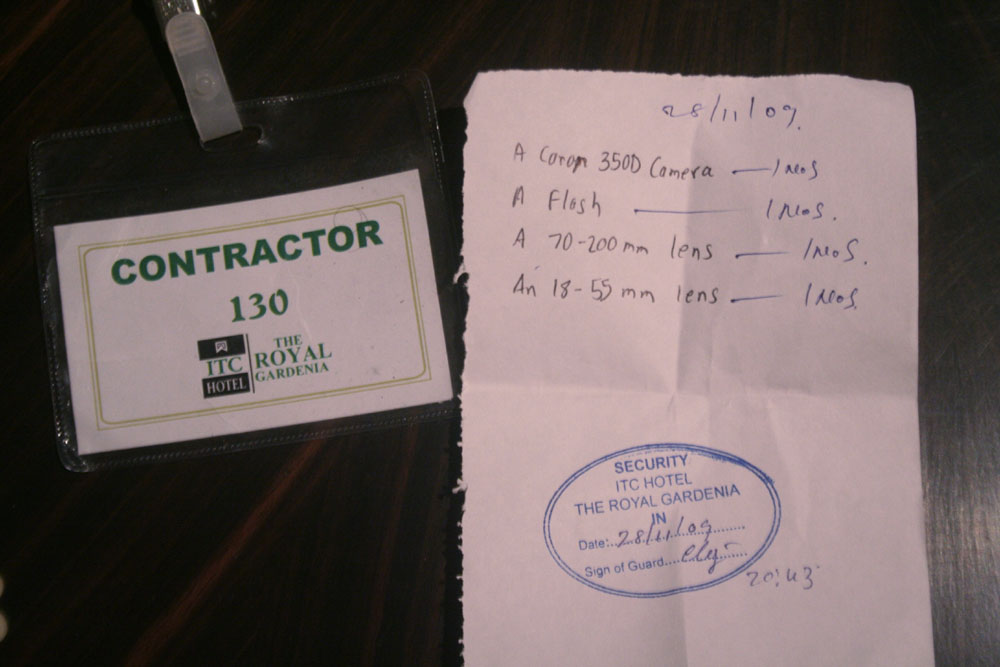 CONTRACTOR
130
ITC
HOTEL
THE
ROYAL
GARDENIA
28/11/09.
A Canon 350D Camera — 1 NOS
A Flash — 1 NOS.
A 70-200 mm lens — 1 NOS.
An 18-55 mm lens — 1 NOS.
SECURITY
ITC HOTEL
THE ROYAL GARDENIA
IN
Date:..28/11/09........
Sign of Guard....
20:43